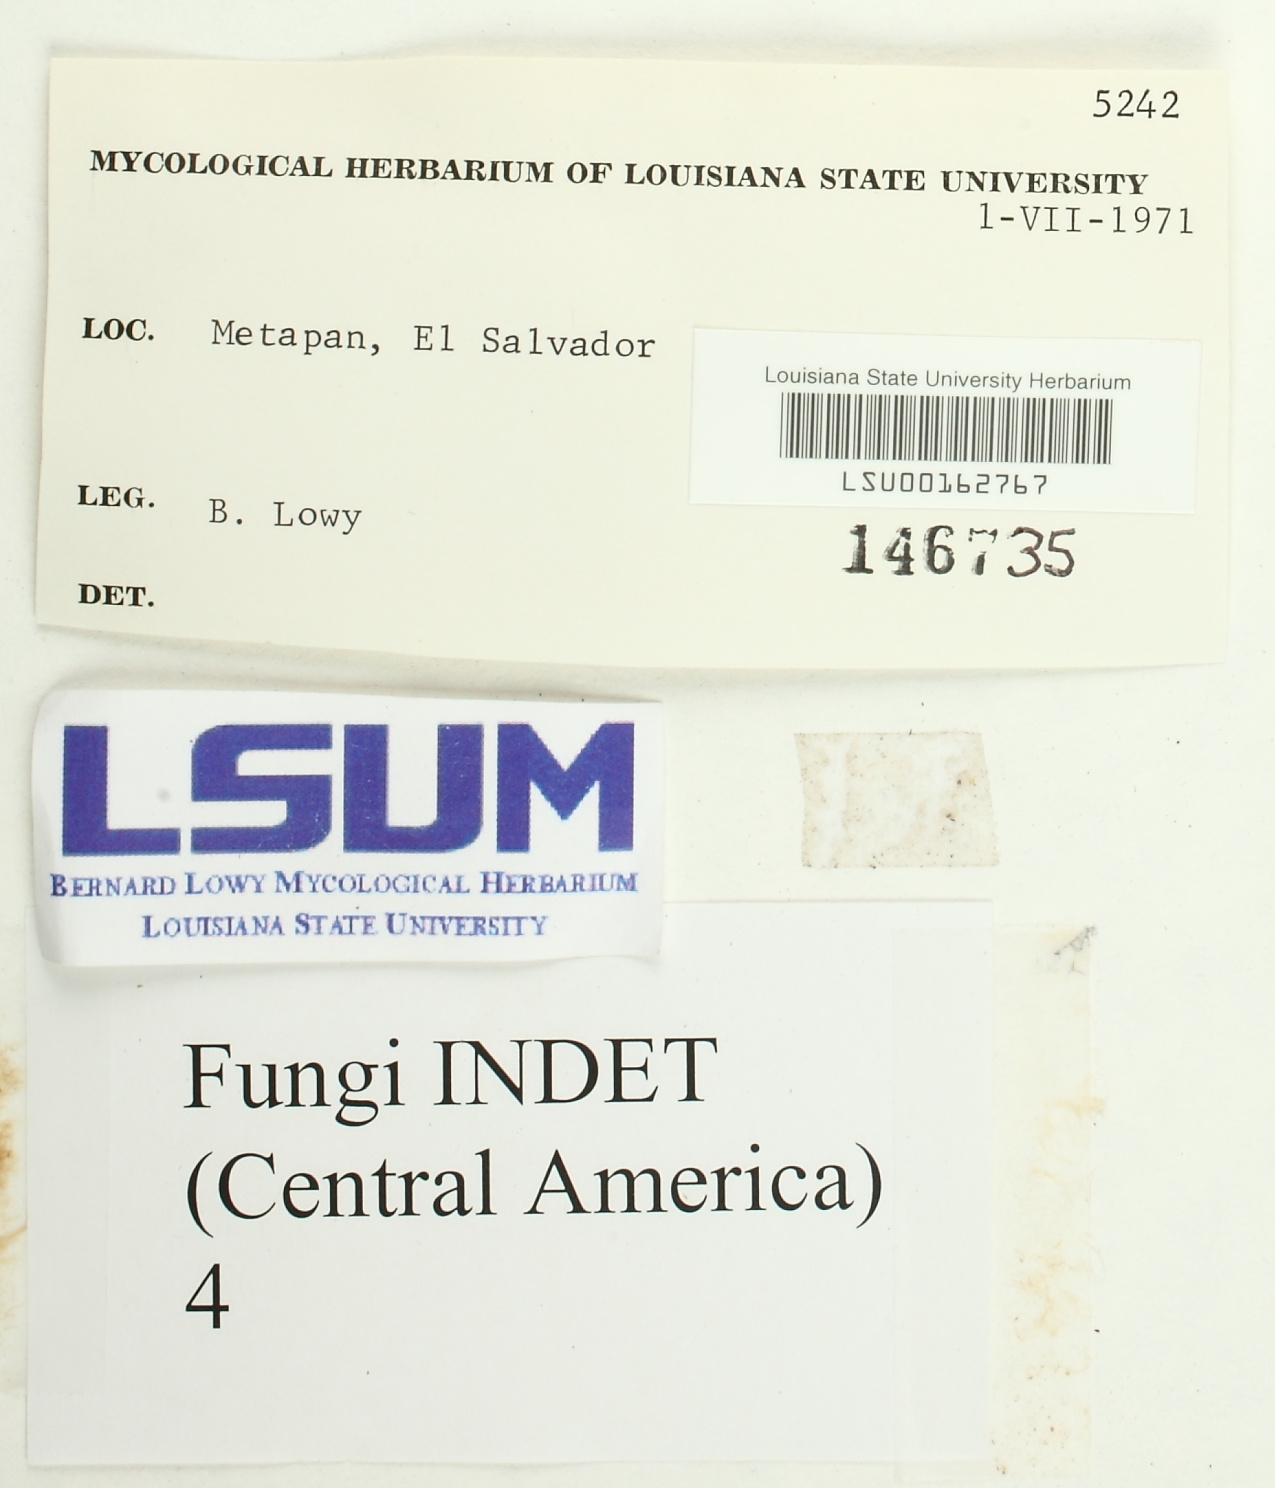 5242
MYCOLOGICAL HERBARIUM OF LOUISIANA STATE UNIVERSITY
1-VII-1971
LOC. Metapan, El Salvador
Louisiana State University Herbarium
LSU00162767
LEG. B. Lowy
146735
DET.
LSUM
BERNARD LOWY MYCOLOGICAL HERBARIUM
LOUISIANA STATE UNIVERSITY
Fungi INDET
(Central America)
4